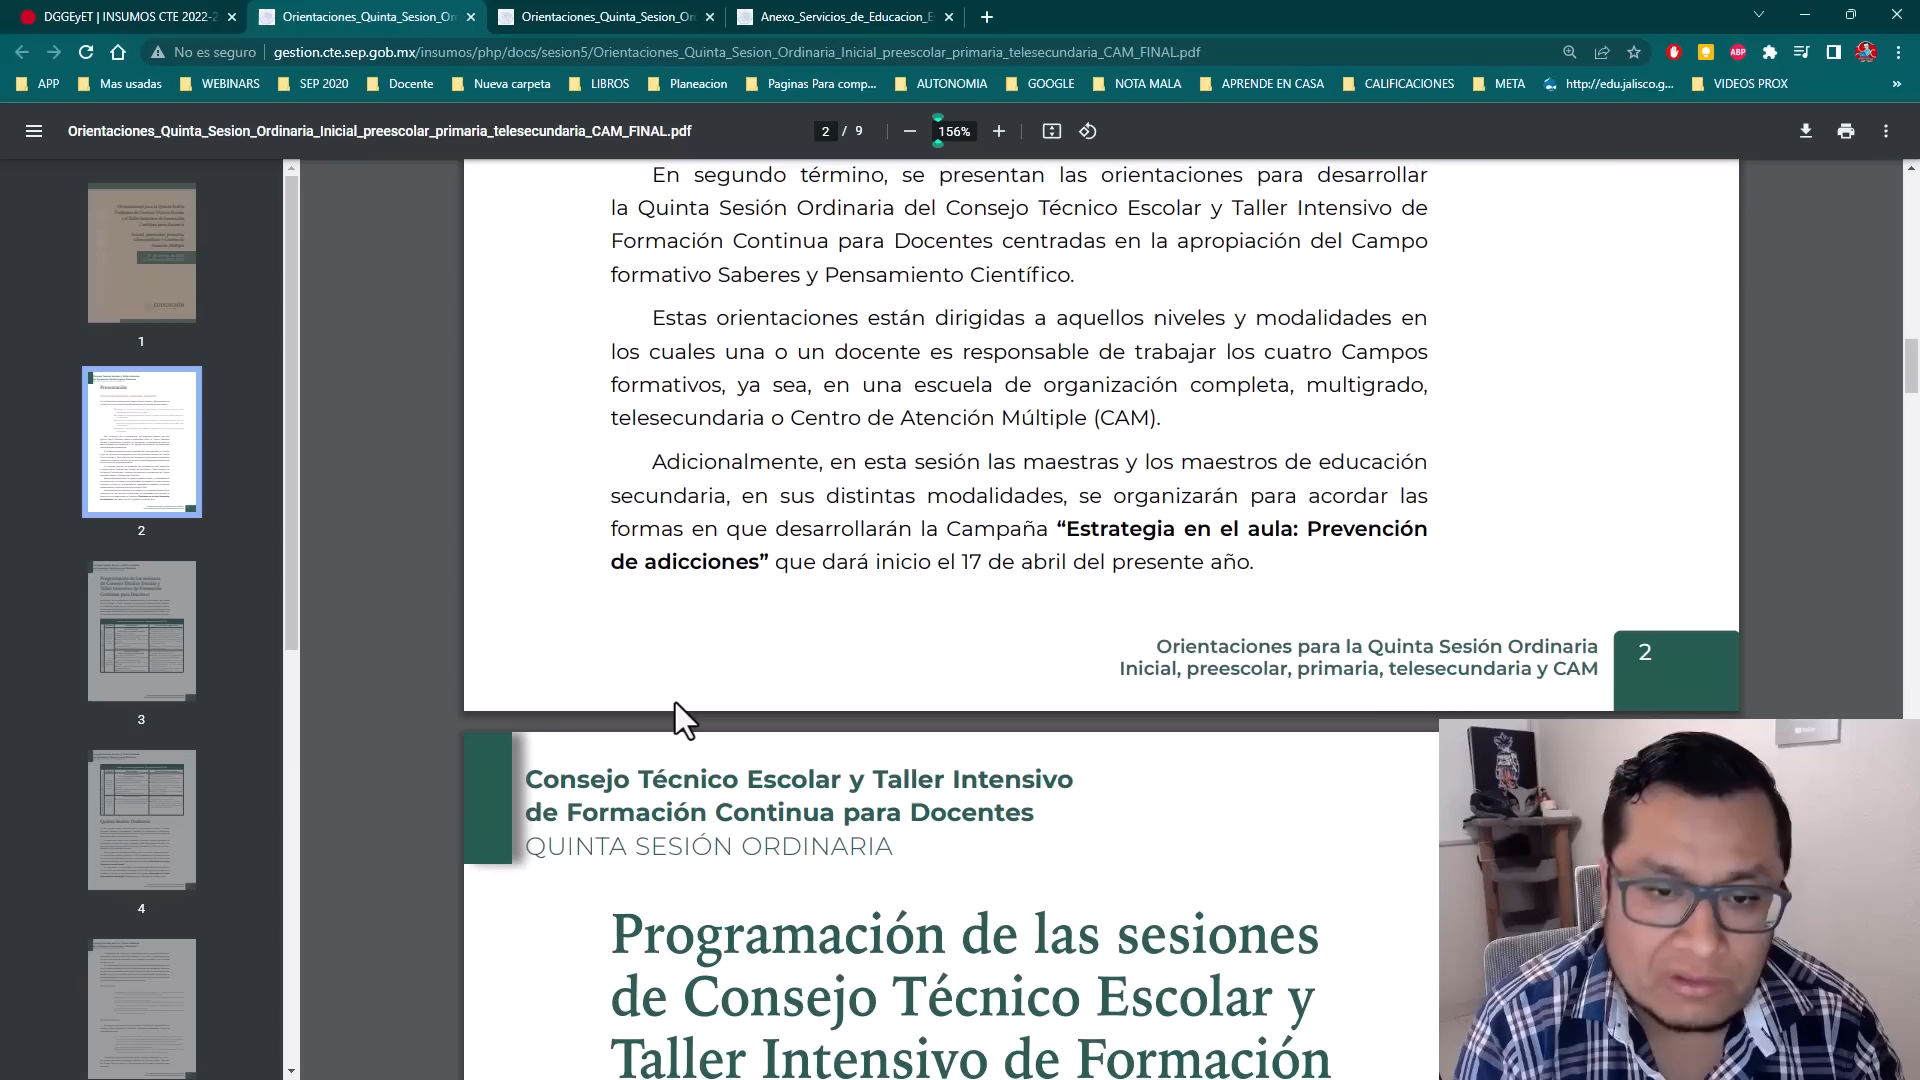 DGGEyET | INSUMOS CTE 2022-2
Orientaciones_Quinta_Sesion_Or
Orientaciones_Quinta_Sesion_Or
Anexo_Servicios_de_Educacion_E
No es seguro
gestion.cte.sep.gob.mx/insumos/php/docs/sesion5/Orientaciones_Quinta_Sesion_Ordinaria_Inicial_preescolar_primaria_telesecundaria_CAM_FINAL.pdf
ABP
APP
Mas usadas
WEBINARS
SEP 2020
Docente
Nueva carpeta
LIBROS
Planeacion
Paginas Para comp...
AUTONOMIA
GOOGLE
NOTA MALA
APRENDE EN CASA
CALIFICACIONES
META
http://edu.jalisco.g...
VIDEOS PROX
»
Orientaciones_Quinta_Sesion_Ordinaria_Inicial_preescolar_primaria_telesecundaria_CAM_FINAL.pdf
2 / 9
156%
1
2
3
4
En segundo término, se presentan las orientaciones para desarrollar
la Quinta Sesión Ordinaria del Consejo Técnico Escolar y Taller Intensivo de
Formación Continua para Docentes centradas en la apropiación del Campo
formativo Saberes y Pensamiento Científico.
Estas orientaciones están dirigidas a aquellos niveles y modalidades en
los cuales una o un docente es responsable de trabajar los cuatro Campos
formativos, ya sea, en una escuela de organización completa, multigrado,
telesecundaria o Centro de Atención Múltiple (CAM).
Adicionalmente, en esta sesión las maestras y los maestros de educación
secundaria, en sus distintas modalidades, se organizarán para acordar las
formas en que desarrollarán la Campaña “Estrategia en el aula: Prevención
de adicciones” que dará inicio el 17 de abril del presente año.
Orientaciones para la Quinta Sesión Ordinaria
Inicial, preescolar, primaria, telesecundaria y CAM
2
Consejo Técnico Escolar y Taller Intensivo
de Formación Continua para Docentes
QUINTA SESIÓN ORDINARIA
Programación de las sesiones
de Consejo Técnico Escolar y
Taller Intensivo de Formación